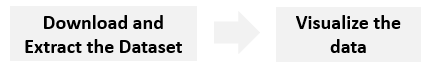 Download and
Extract the Dataset
Visualize the
data